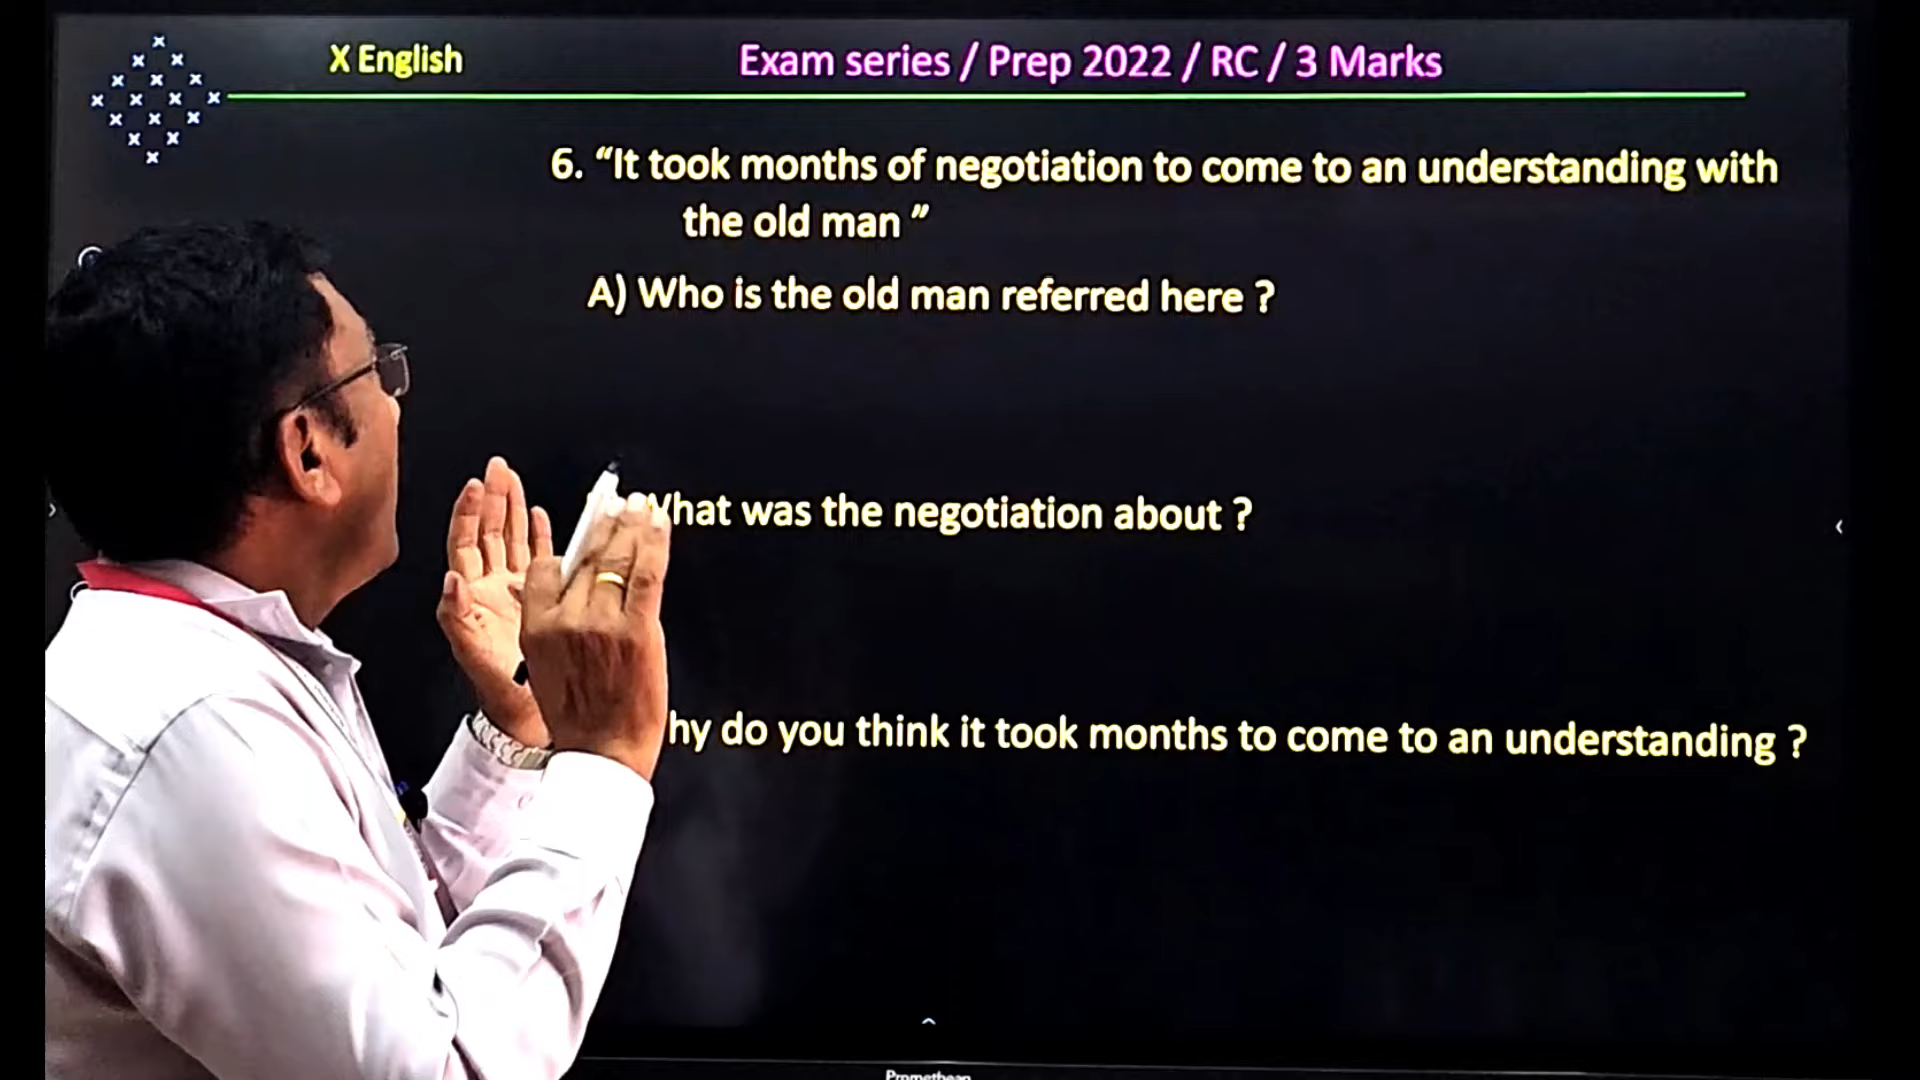 X English
Exam series / Prep 2022 / RC / 3 Marks
6. “It took months of negotiation to come to an understanding with
the old man ”
A) Who is the old man referred here ?
What was the negotiation about ?
do you think it took months to come to an understanding ?
Promethean